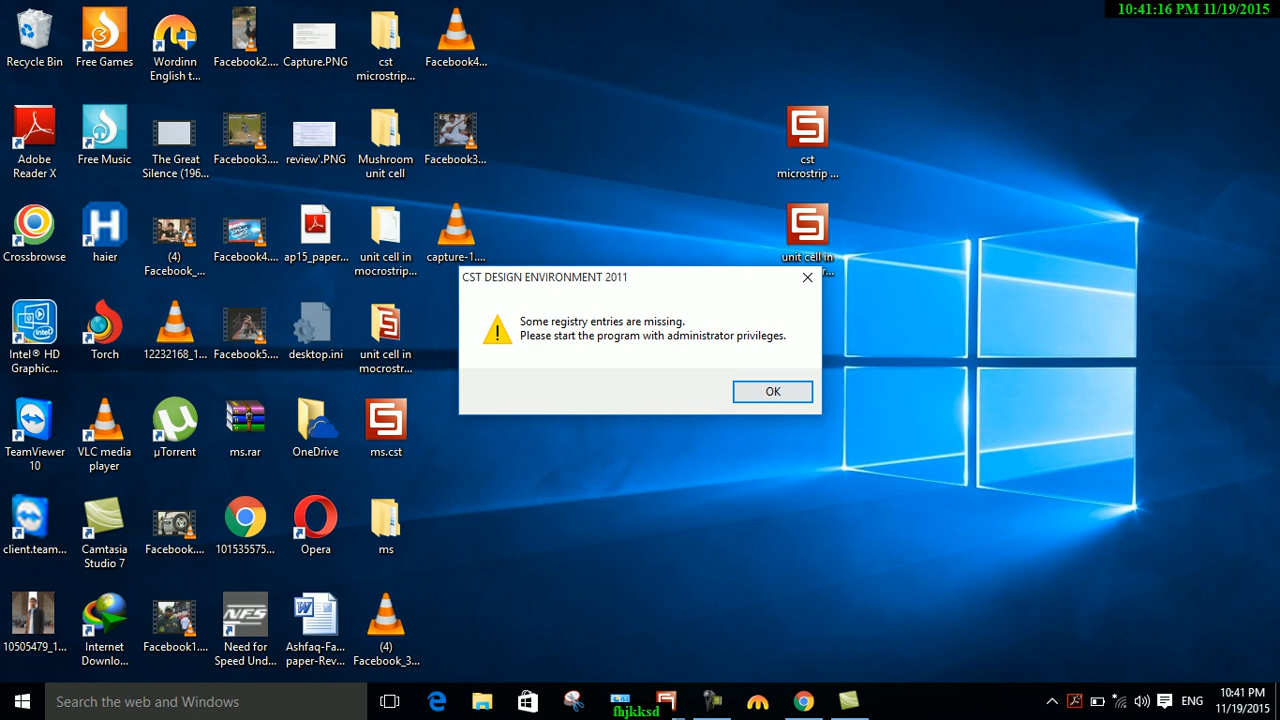 10:41:16 PM 11/19/2015
Recycle Bin
Free Games
Wordinn
English t...
Facebook2....
Capture.PNG
cst
microstrip...
Facebook4...
Adobe
Reader X
Free Music
The Great
Silence (196...
Facebook3....
review'.PNG
Mushroom
unit cell
Facebook3...
cst
microstrip ...
Crossbrowse
haier
(4)
Facebook_...
Facebook4....
ap15_paper...
unit cell in
mocrostrip...
capture-1....
unit cell in
CST DESIGN ENVIRONMENT 2011
Some registry entries are missing.
Please start the program with administrator privileges.
OK
Intel® HD
Graphic...
Torch
12232168_1...
Facebook5....
desktop.ini
unit cell in
mocrostr...
TeamViewer
10
VLC media
player
µTorrent
ms.rar
OneDrive
ms.cst
client.team...
Camtasia
Studio 7
Facebook....
101535575...
Opera
ms
10505479_1...
Internet
Downlo...
Facebook1....
NFS
Need for
Speed Und...
Ashfaq-Fa...
paper-Rev...
(4)
Facebook_3...
Search the web and Windows
fhjkksd
ENG
10:41 PM
11/19/2015